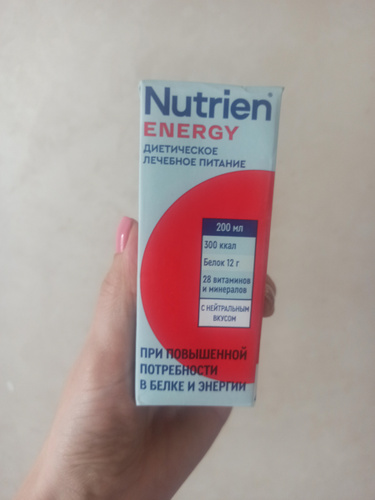 Nutrien®
ENERGY
ДИЕТИЧЕСКОЕ
ЛЕЧЕБНОЕ ПИТАНИЕ
200 мл
300 ккал
Белок 12 г
28 витаминов
и минералов
С НЕЙТРАЛЬНЫМ
ВКУСОМ
ПРИ ПОВЫШЕННОЙ
ПОТРЕБНОСТИ
В БЕЛКЕ И ЭНЕРГИИ